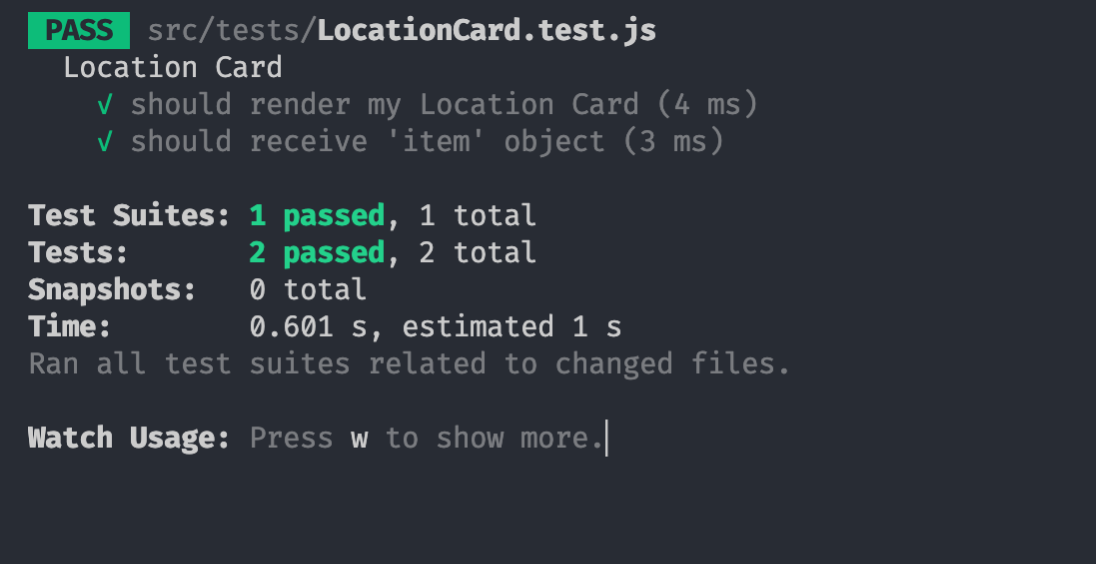 PASS src/tests/LocationCard.test.js
Location Card
√ should render my Location Card (4 ms)
√ should receive 'item' object (3 ms)
Test Suites: 1 passed, 1 total
Tests: 2 passed, 2 total
Snapshots: 0 total
Time: 0.601 s, estimated 1 s
Ran all test suites related to changed files.
Watch Usage: Press w to show more.